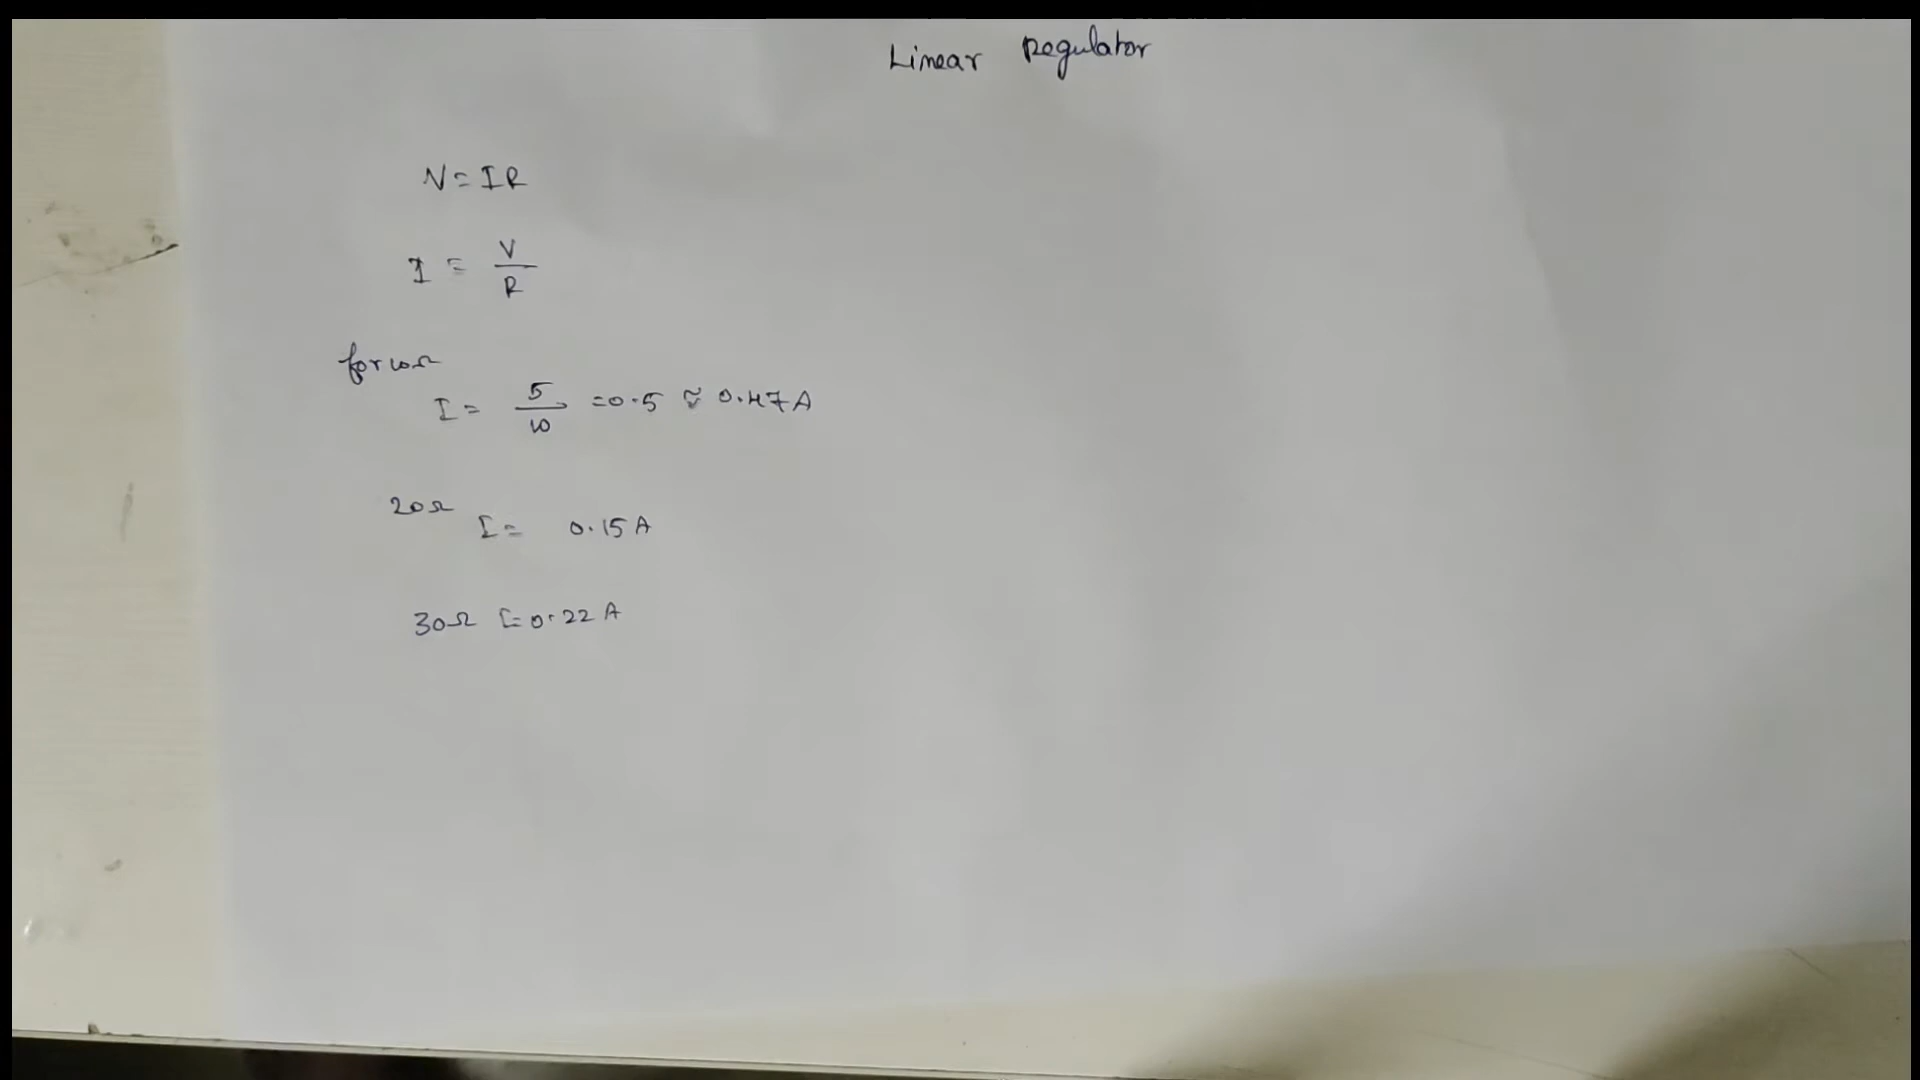 Linear Regulator
V = IR
I = V/R
for 10Ω
I = 5/10 = 0.5 ≈ 0.47A
20Ω
I = 0.15 A
30Ω I = 0.22 A